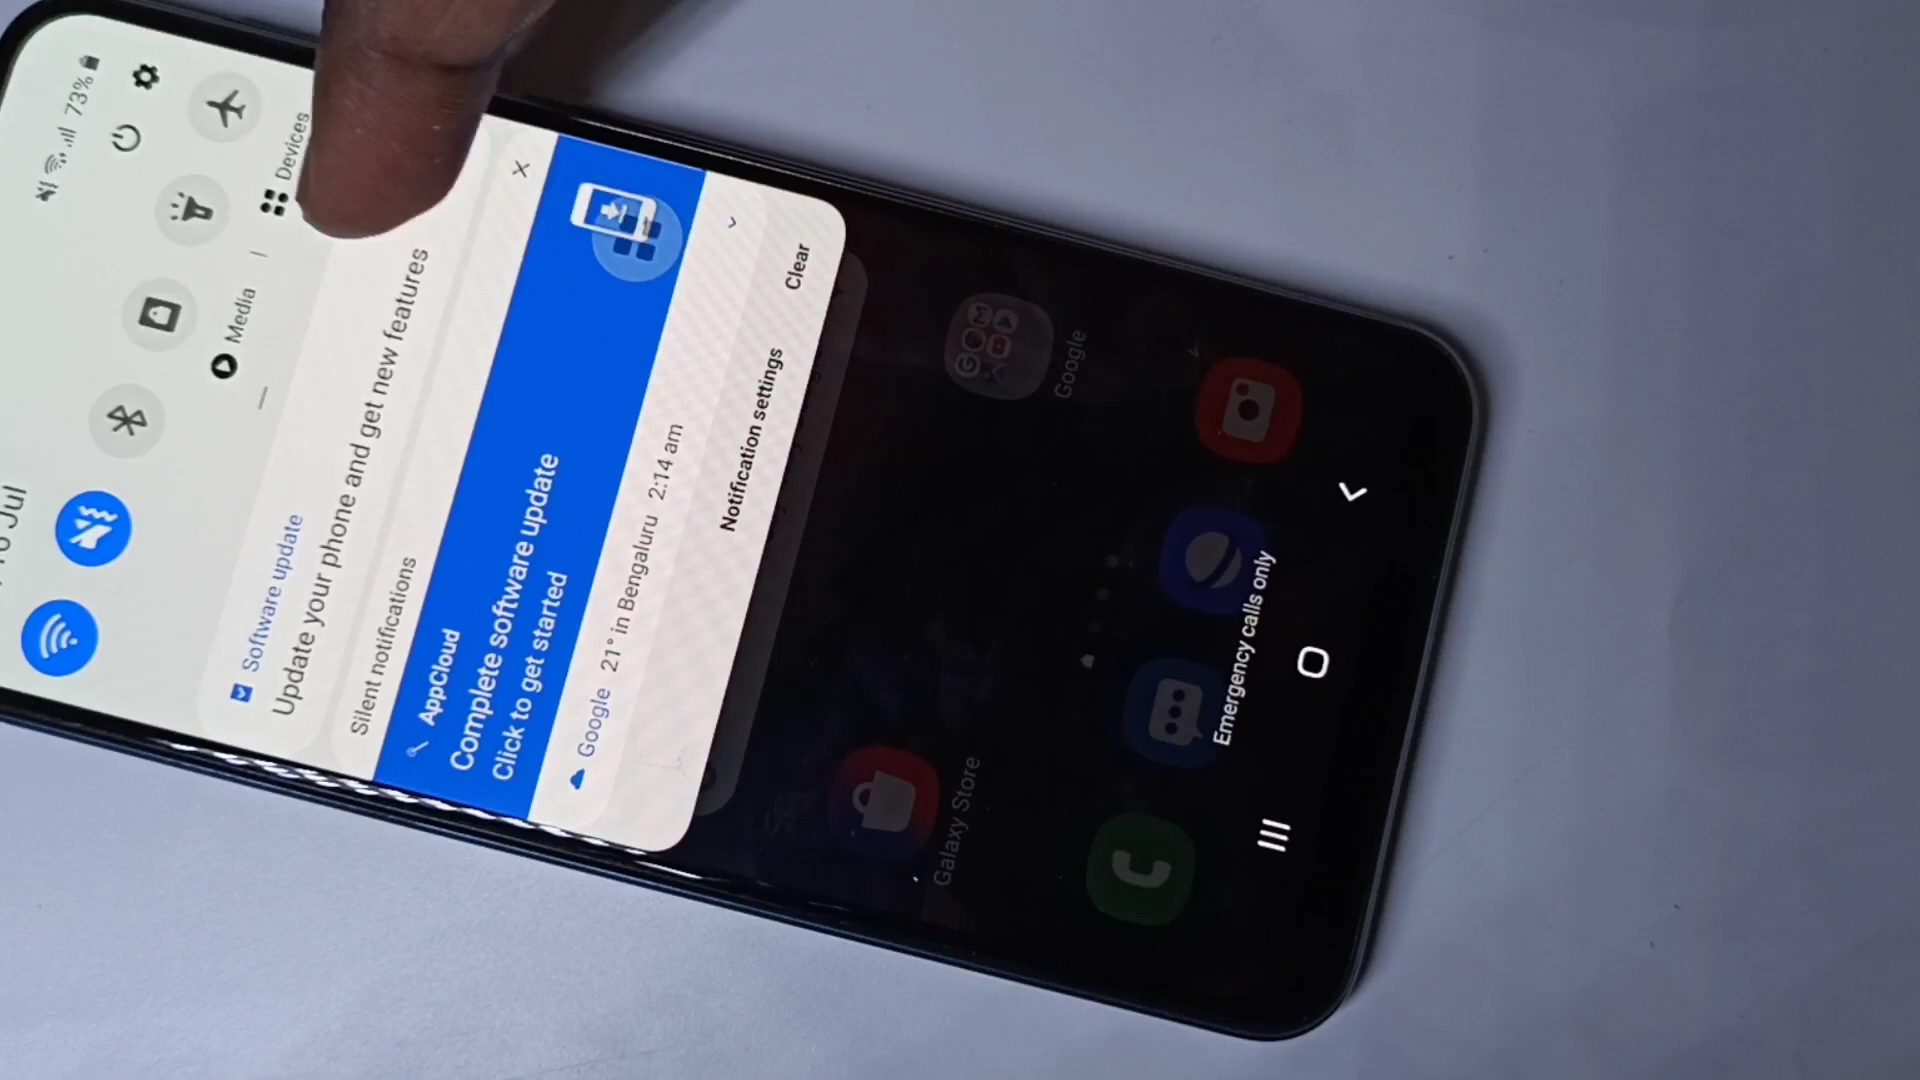 73%
Jul
Media
Devices
Software update
Update your phone and get new features
Silent notifications
AppCloud
Complete software update
Click to get started
Google 21° in Bengaluru 2:14 am
Notification settings
Clear
Galaxy Store
Google
Emergency calls only